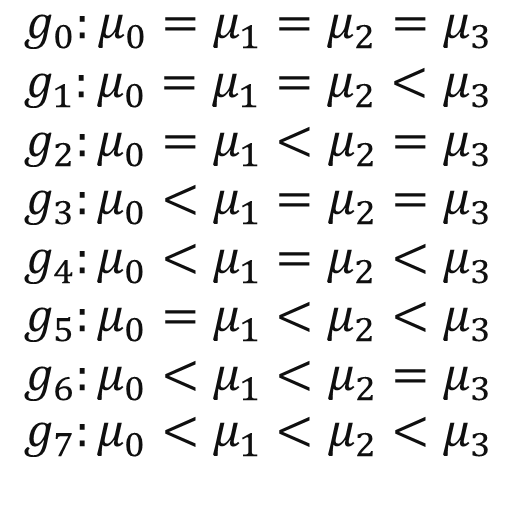 g₀: μ₀ = μ₁ = μ₂ = μ₃
g₁: μ₀ = μ₁ = μ₂ < μ₃
g₂: μ₀ = μ₁ < μ₂ = μ₃
g₃: μ₀ < μ₁ = μ₂ = μ₃
g₄: μ₀ < μ₁ = μ₂ < μ₃
g₅: μ₀ = μ₁ < μ₂ < μ₃
g₆: μ₀ < μ₁ < μ₂ = μ₃
g₇: μ₀ < μ₁ < μ₂ < μ₃